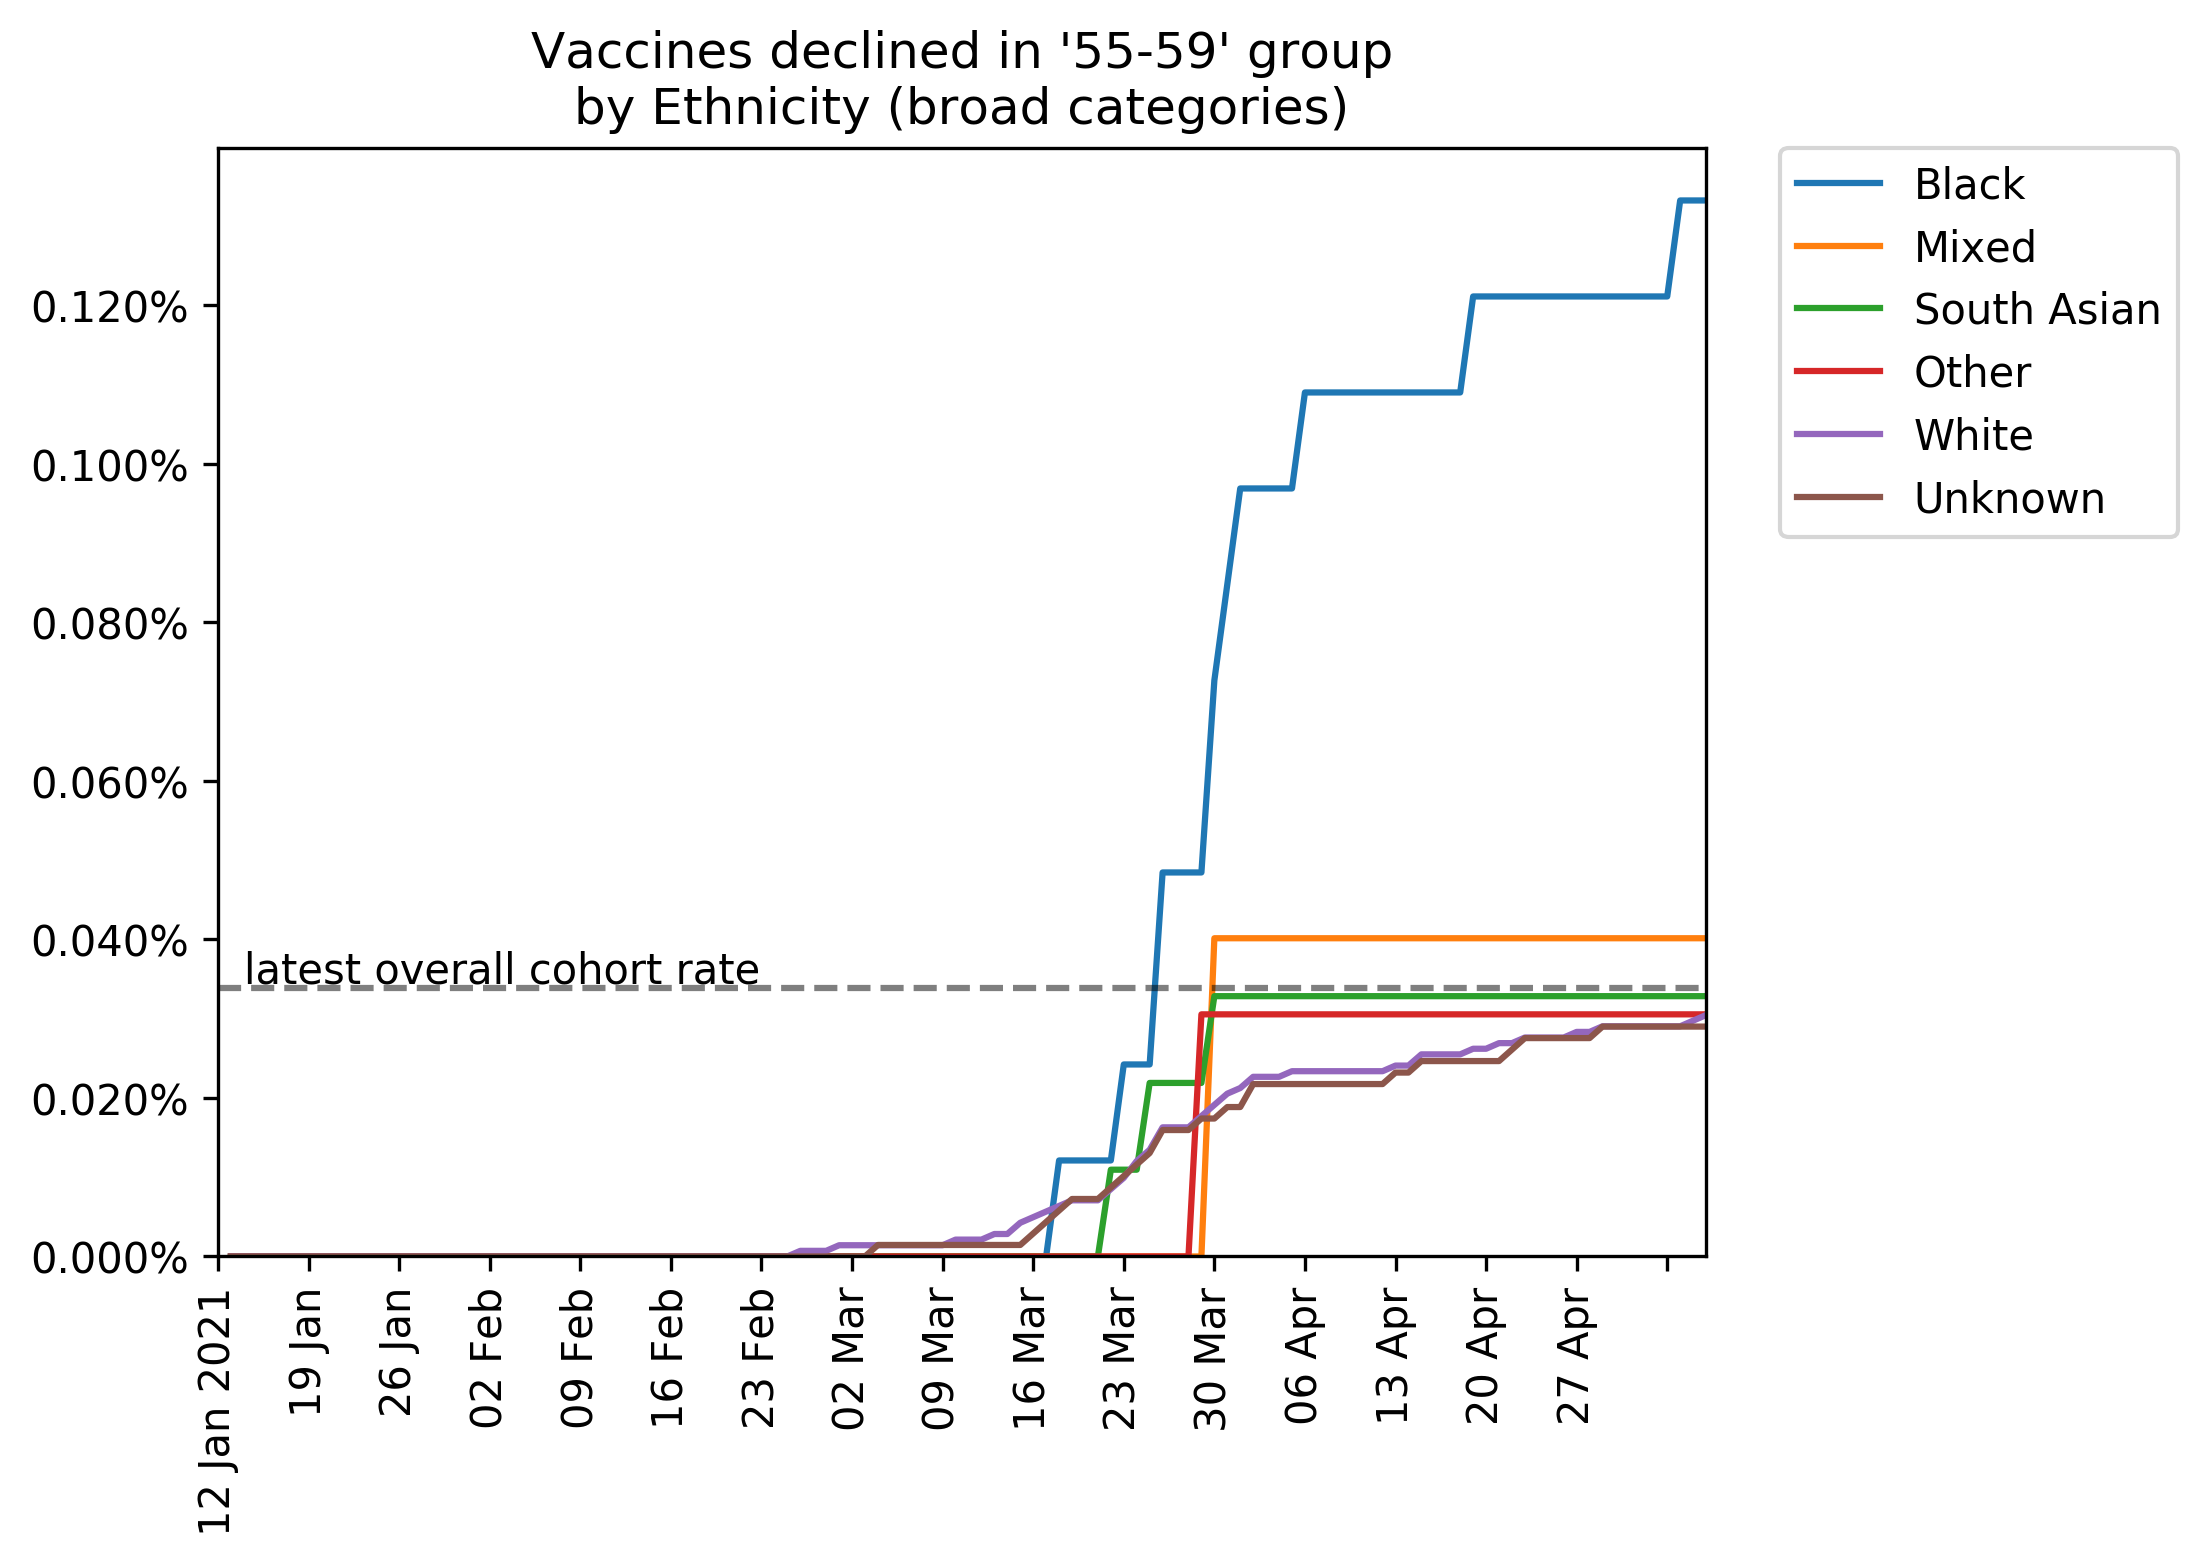 Vaccines declined in '55-59' group
by Ethnicity (broad categories)
0.120%
0.100%
0.080%
0.060%
0.040%
0.020%
0.000%
latest overall cohort rate
12 Jan 2021
19 Jan
26 Jan
02 Feb
09 Feb
16 Feb
23 Feb
02 Mar
09 Mar
16 Mar
23 Mar
30 Mar
06 Apr
13 Apr
20 Apr
27 Apr
Black
Mixed
South Asian
Other
White
Unknown